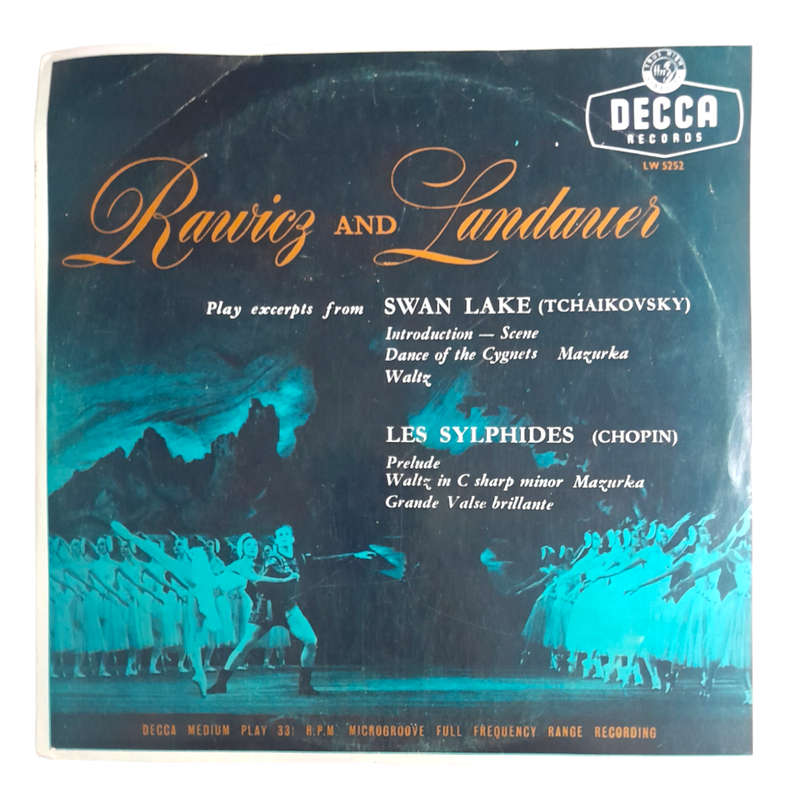 DECCA
RECORDS
LW 5252
Rawicz AND Landauer
Play excerpts from SWAN LAKE (TCHAIKOVSKY)
Introduction — Scene
Dance of the Cygnets Mazurka
Waltz
LES SYLPHIDES (CHOPIN)
Prelude
Waltz in C sharp minor Mazurka
Grande Valse brillante
DECCA MEDIUM PLAY 33⅓ R.P.M. MICROGROOVE FULL FREQUENCY RANGE RECORDING